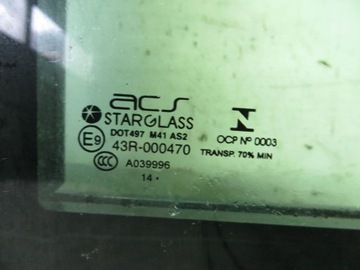 acs
STARGLASS
DOT497 M41 AS2
E9 43R-000470
CCC A039996
14 •
N
OCP Nº 0003
TRANSP. 70% MIN